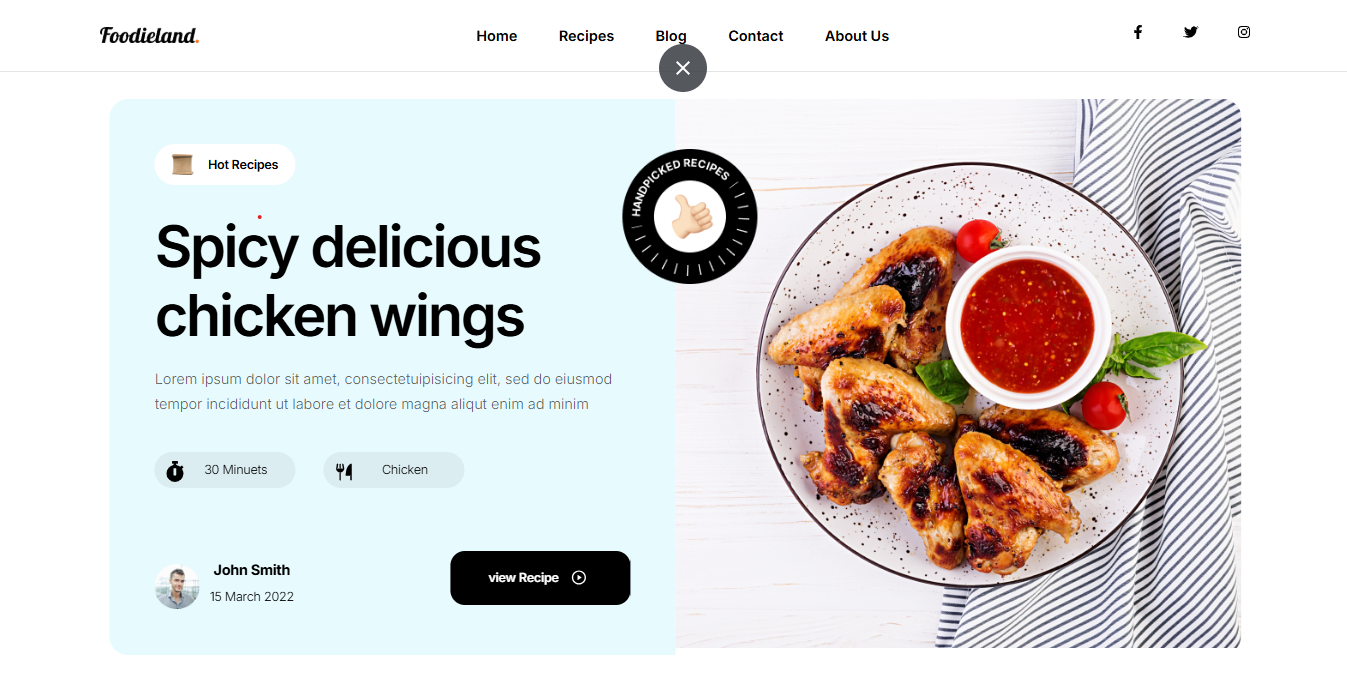 Foodieland.
Home Recipes Blog Contact About Us
Hot Recipes
HANDPICKED RECIPES
Spicy delicious
chicken wings
Lorem ipsum dolor sit amet, consectetuipisicing elit, sed do eiusmod
tempor incididunt ut labore et dolore magna aliqut enim ad minim
30 Minuets
Chicken
John Smith
15 March 2022
view Recipe